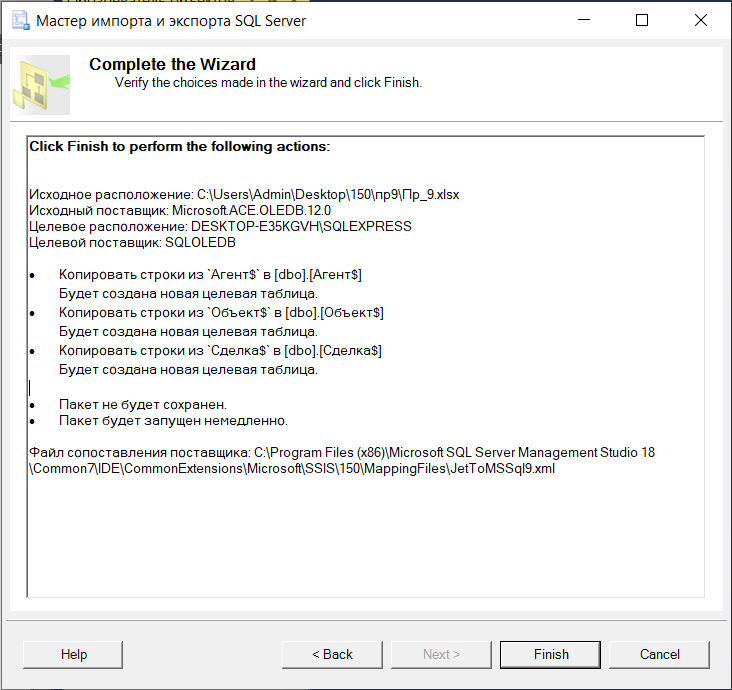 Мастер импорта и экспорта SQL Server
Complete the Wizard
Verify the choices made in the wizard and click Finish.
Click Finish to perform the following actions:
Исходное расположение: C:\Users\Admin\Desktop\150\пр9\Пр_9.xlsx
Исходный поставщик: Microsoft.ACE.OLEDB.12.0
Целевое расположение: DESKTOP-E35KGVH\SQLEXPRESS
Целевой поставщик: SQLOLEDB
• Копировать строки из `Агент$` в [dbo].[Агент$]
Будет создана новая целевая таблица.
• Копировать строки из `Объект$` в [dbo].[Объект$]
Будет создана новая целевая таблица.
• Копировать строки из `Сделка$` в [dbo].[Сделка$]
Будет создана новая целевая таблица.
• Пакет не будет сохранен.
• Пакет будет запущен немедленно.
Файл сопоставления поставщика: C:\Program Files (x86)\Microsoft SQL Server Management Studio 18
\Common7\IDE\CommonExtensions\Microsoft\SSIS\150\MappingFiles\JetToMSSql9.xml
Help < Back Next > Finish Cancel